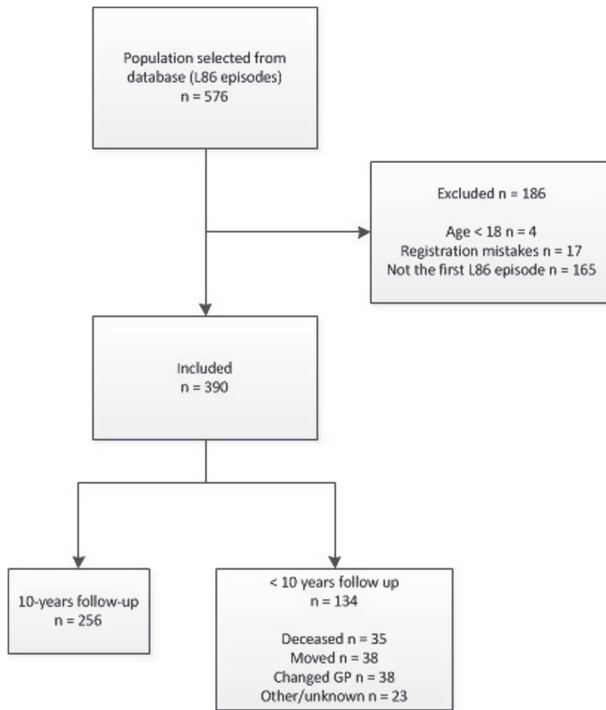 Population selected from
database (L86 episodes)
n = 576
Excluded n = 186
Age < 18 n = 4
Registration mistakes n = 17
Not the first L86 episode n = 165
Included
n = 390
10-years follow-up
n = 256
< 10 years follow up
n = 134
Deceased n = 35
Moved n = 38
Changed GP n = 38
Other/unknown n = 23